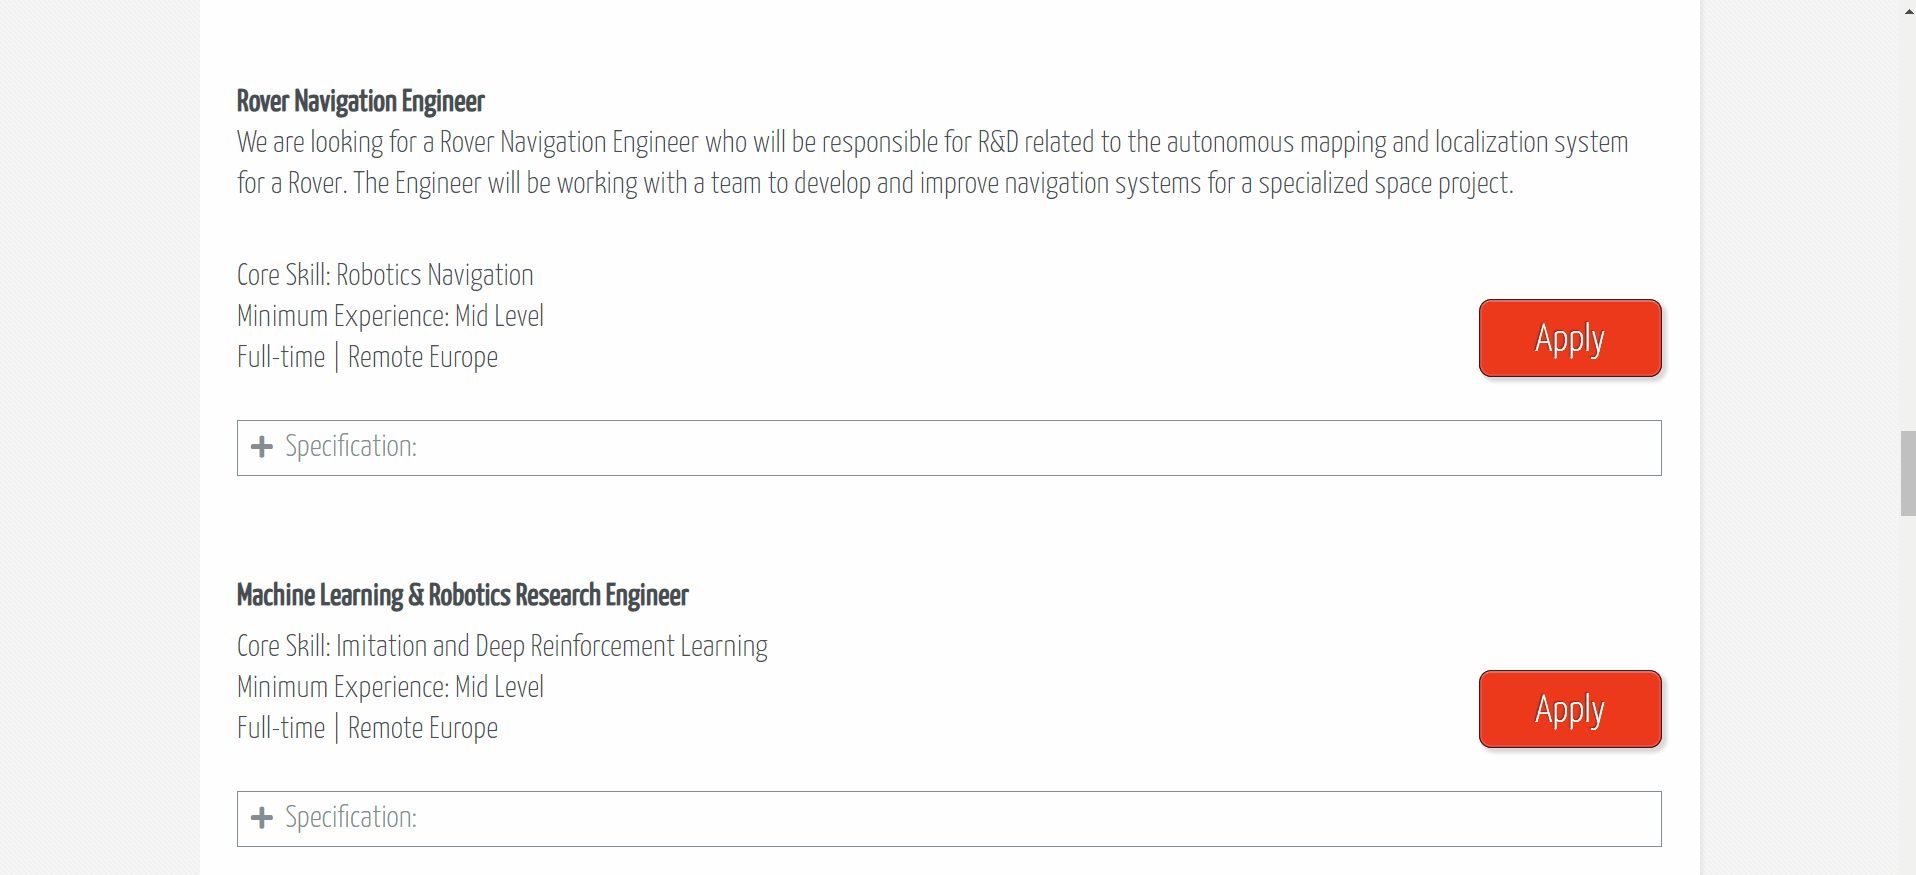 Rover Navigation Engineer
We are looking for a Rover Navigation Engineer who will be responsible for R&D related to the autonomous mapping and localization system
for a Rover. The Engineer will be working with a team to develop and improve navigation systems for a specialized space project.
Core Skill: Robotics Navigation
Minimum Experience: Mid Level
Full-time | Remote Europe
Apply
Specification:
Machine Learning & Robotics Research Engineer
Core Skill: Imitation and Deep Reinforcement Learning
Minimum Experience: Mid Level
Full-time | Remote Europe
Apply
Specification: